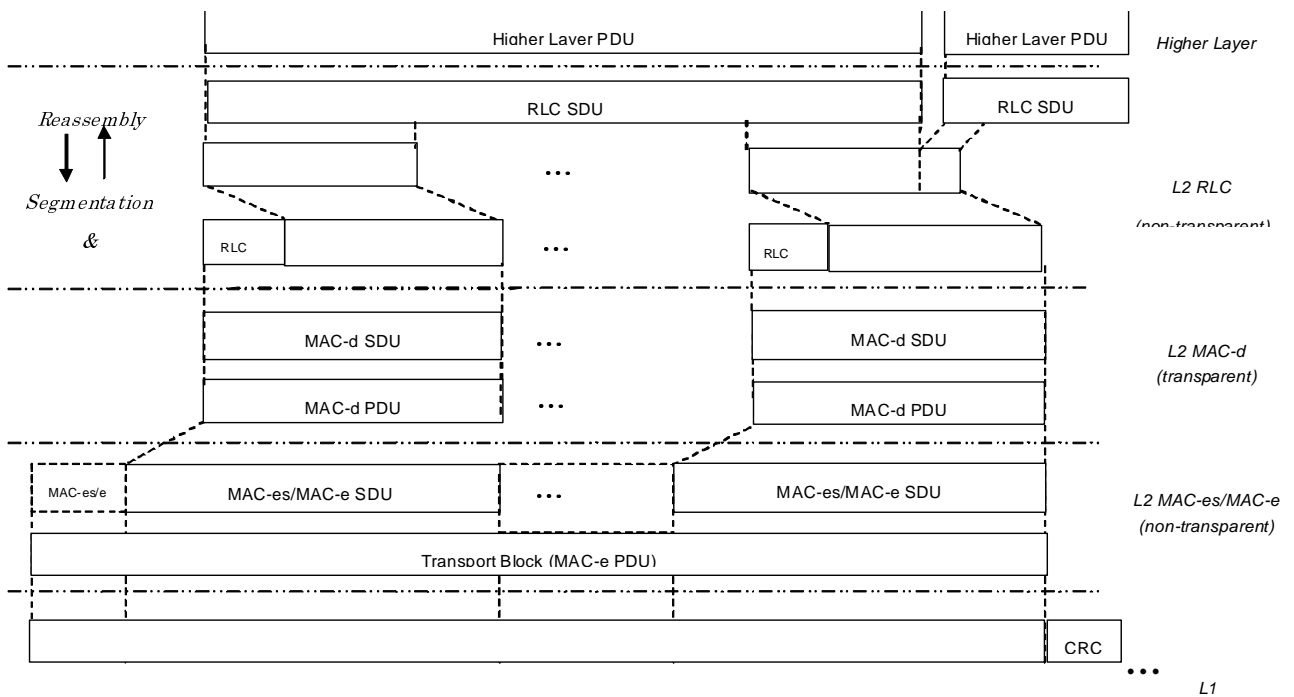 Higher Layer PDU
Higher Layer PDU
Higher Layer
RLC SDU
RLC SDU
Reassembly
Segmentation
&
...
L2 RLC
(non-transparent)
RLC
...
RLC
MAC-d SDU
...
MAC-d SDU
L2 MAC-d
(transparent)
MAC-d PDU
...
MAC-d PDU
MAC-es/e
MAC-es/MAC-e SDU
...
MAC-es/MAC-e SDU
L2 MAC-es/MAC-e
(non-transparent)
Transport Block (MAC-e PDU)
CRC
...
L1